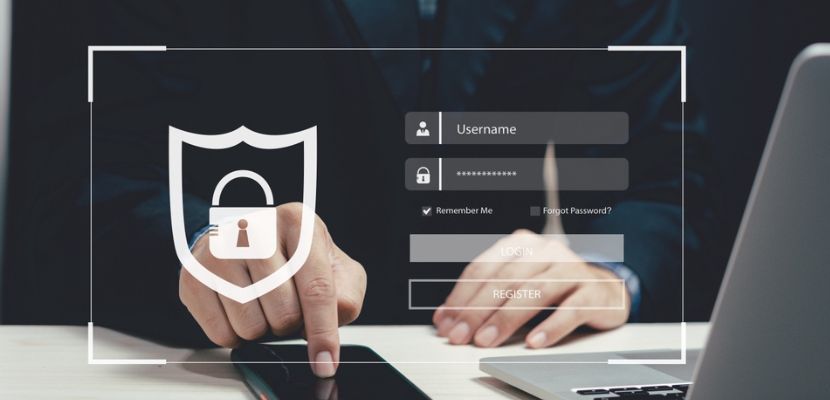 Username
************
Remember Me
Forgot Password?
LOGIN
REGISTER